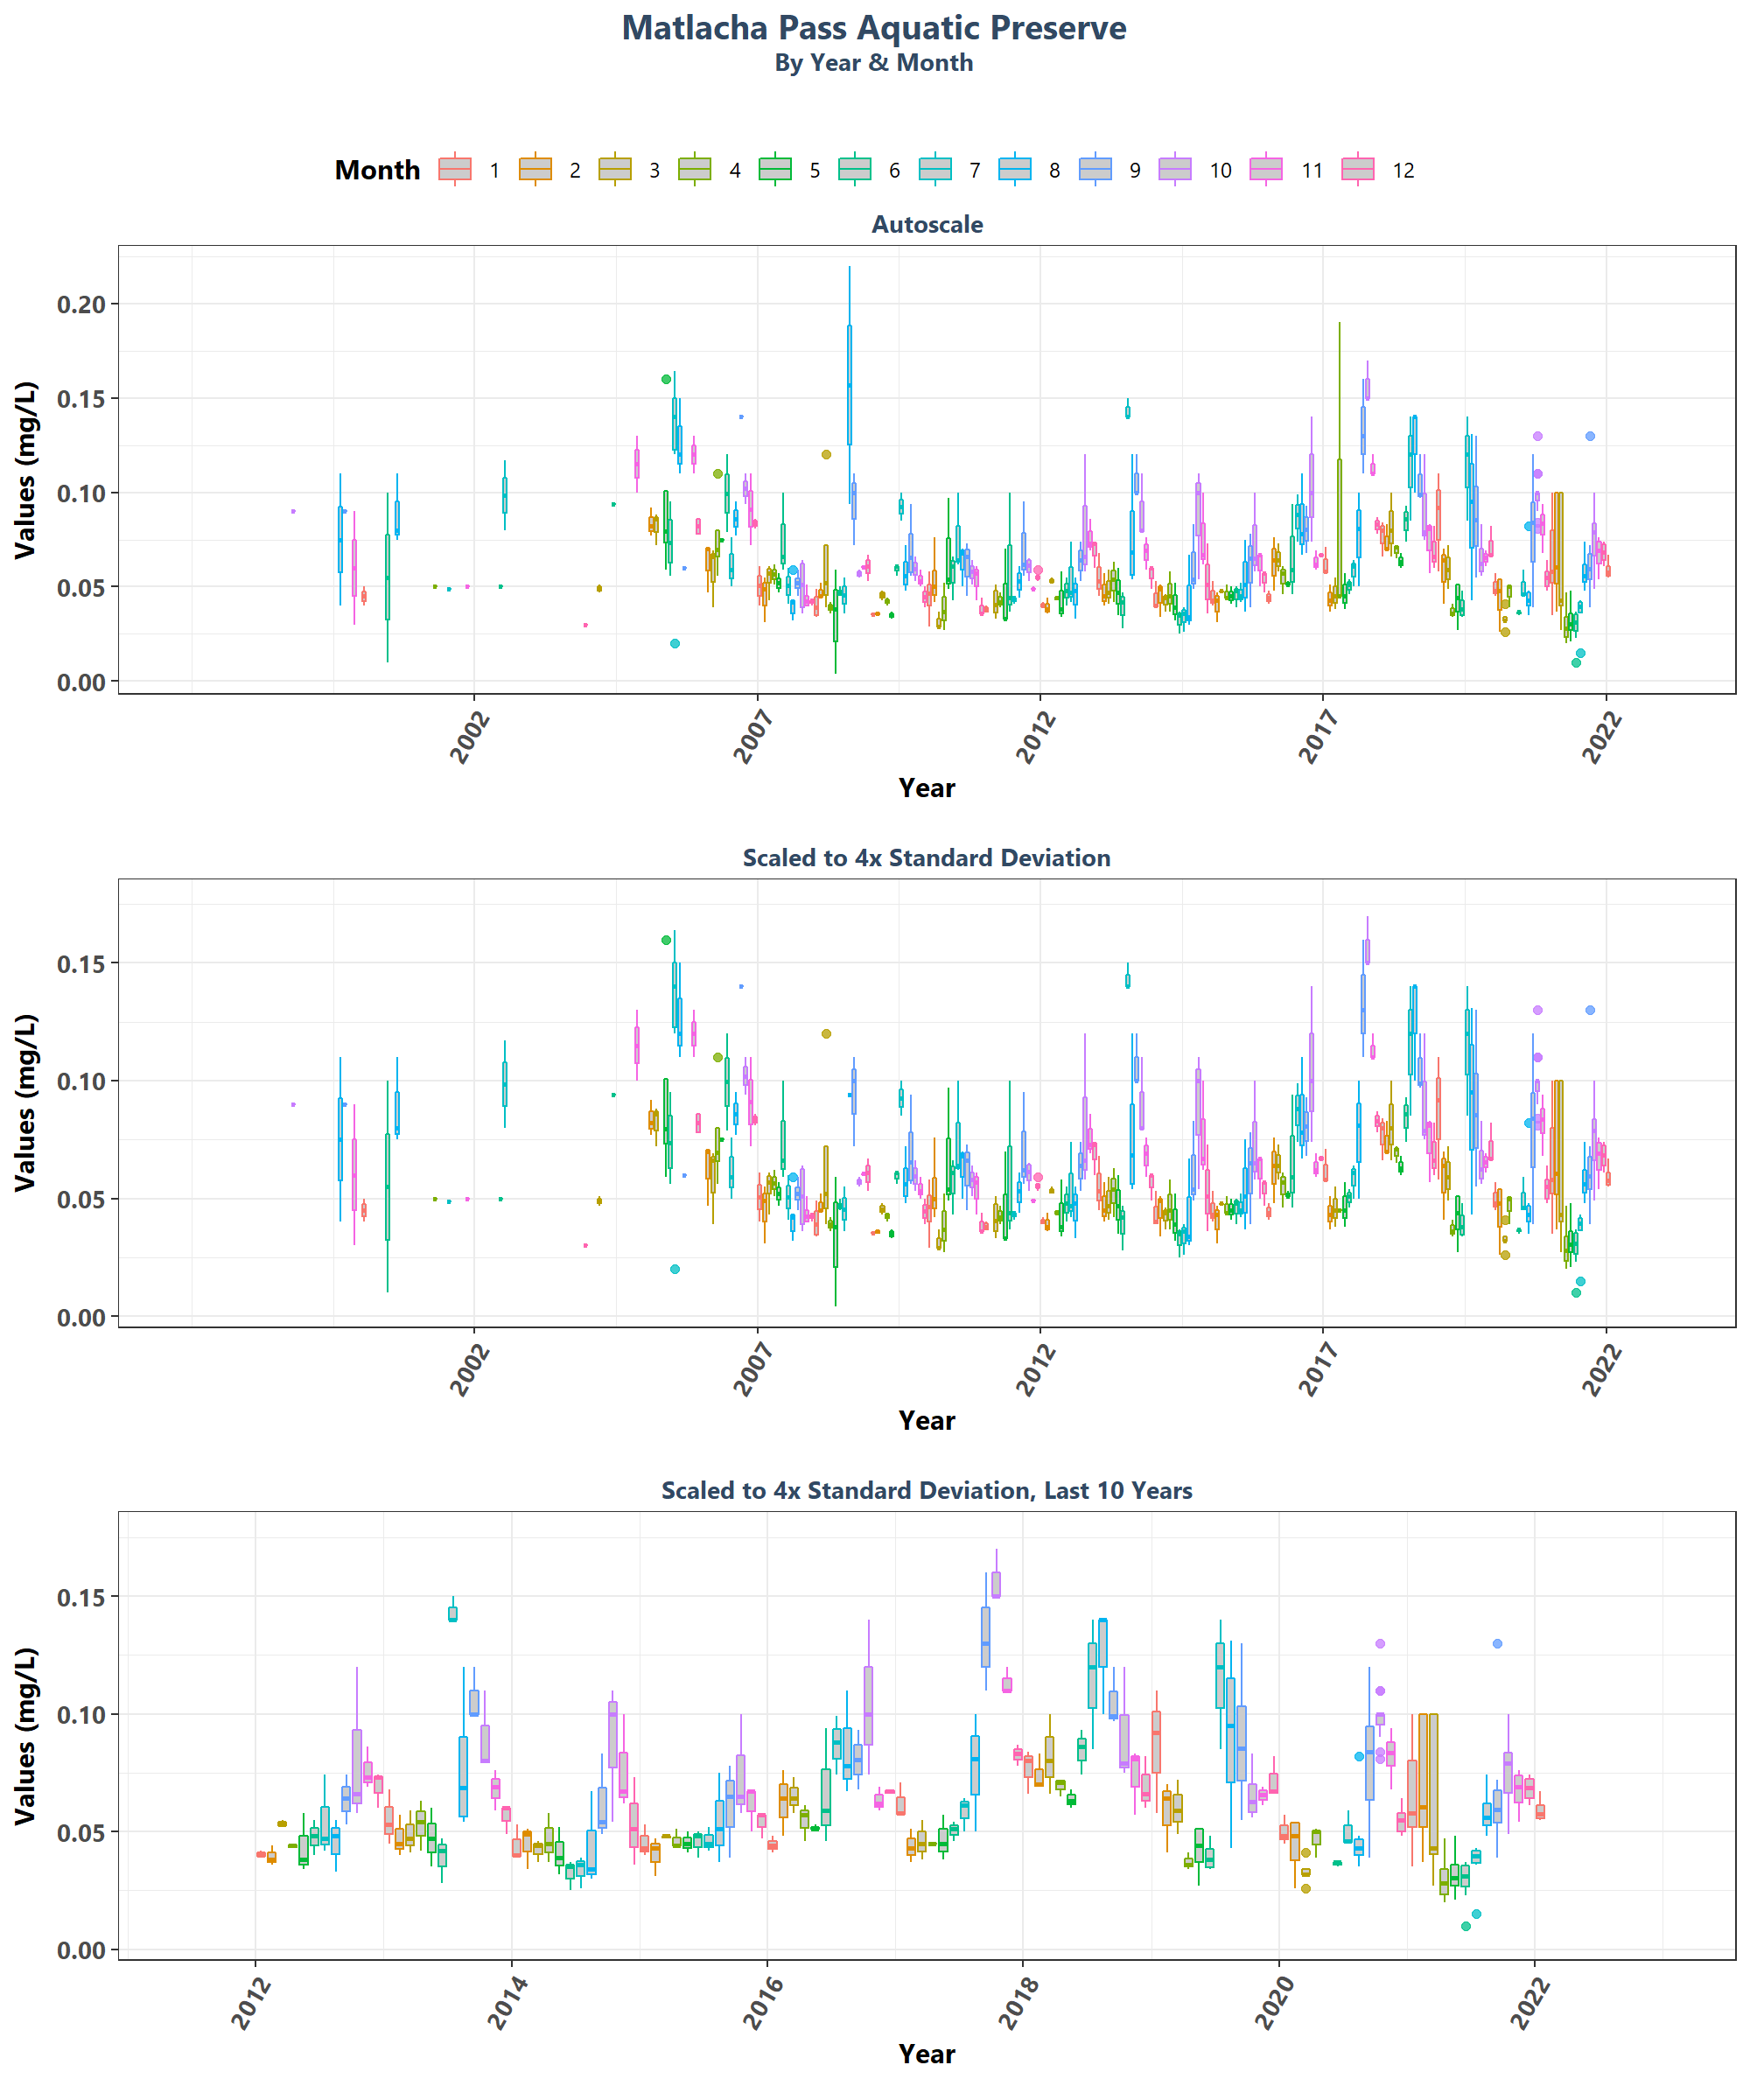 Matlacha Pass Aquatic Preserve
By Year & Month
Month 1 2 3 4 5 6 7 8 9 10 11 12
Autoscale
Values (mg/L)
0.20
0.15
0.10
0.05
0.00
2002 2007 2012 2017 2022
Year
Scaled to 4x Standard Deviation
Values (mg/L)
0.15
0.10
0.05
0.00
2002 2007 2012 2017 2022
Year
Scaled to 4x Standard Deviation, Last 10 Years
Values (mg/L)
0.15
0.10
0.05
0.00
2012 2014 2016 2018 2020 2022
Year